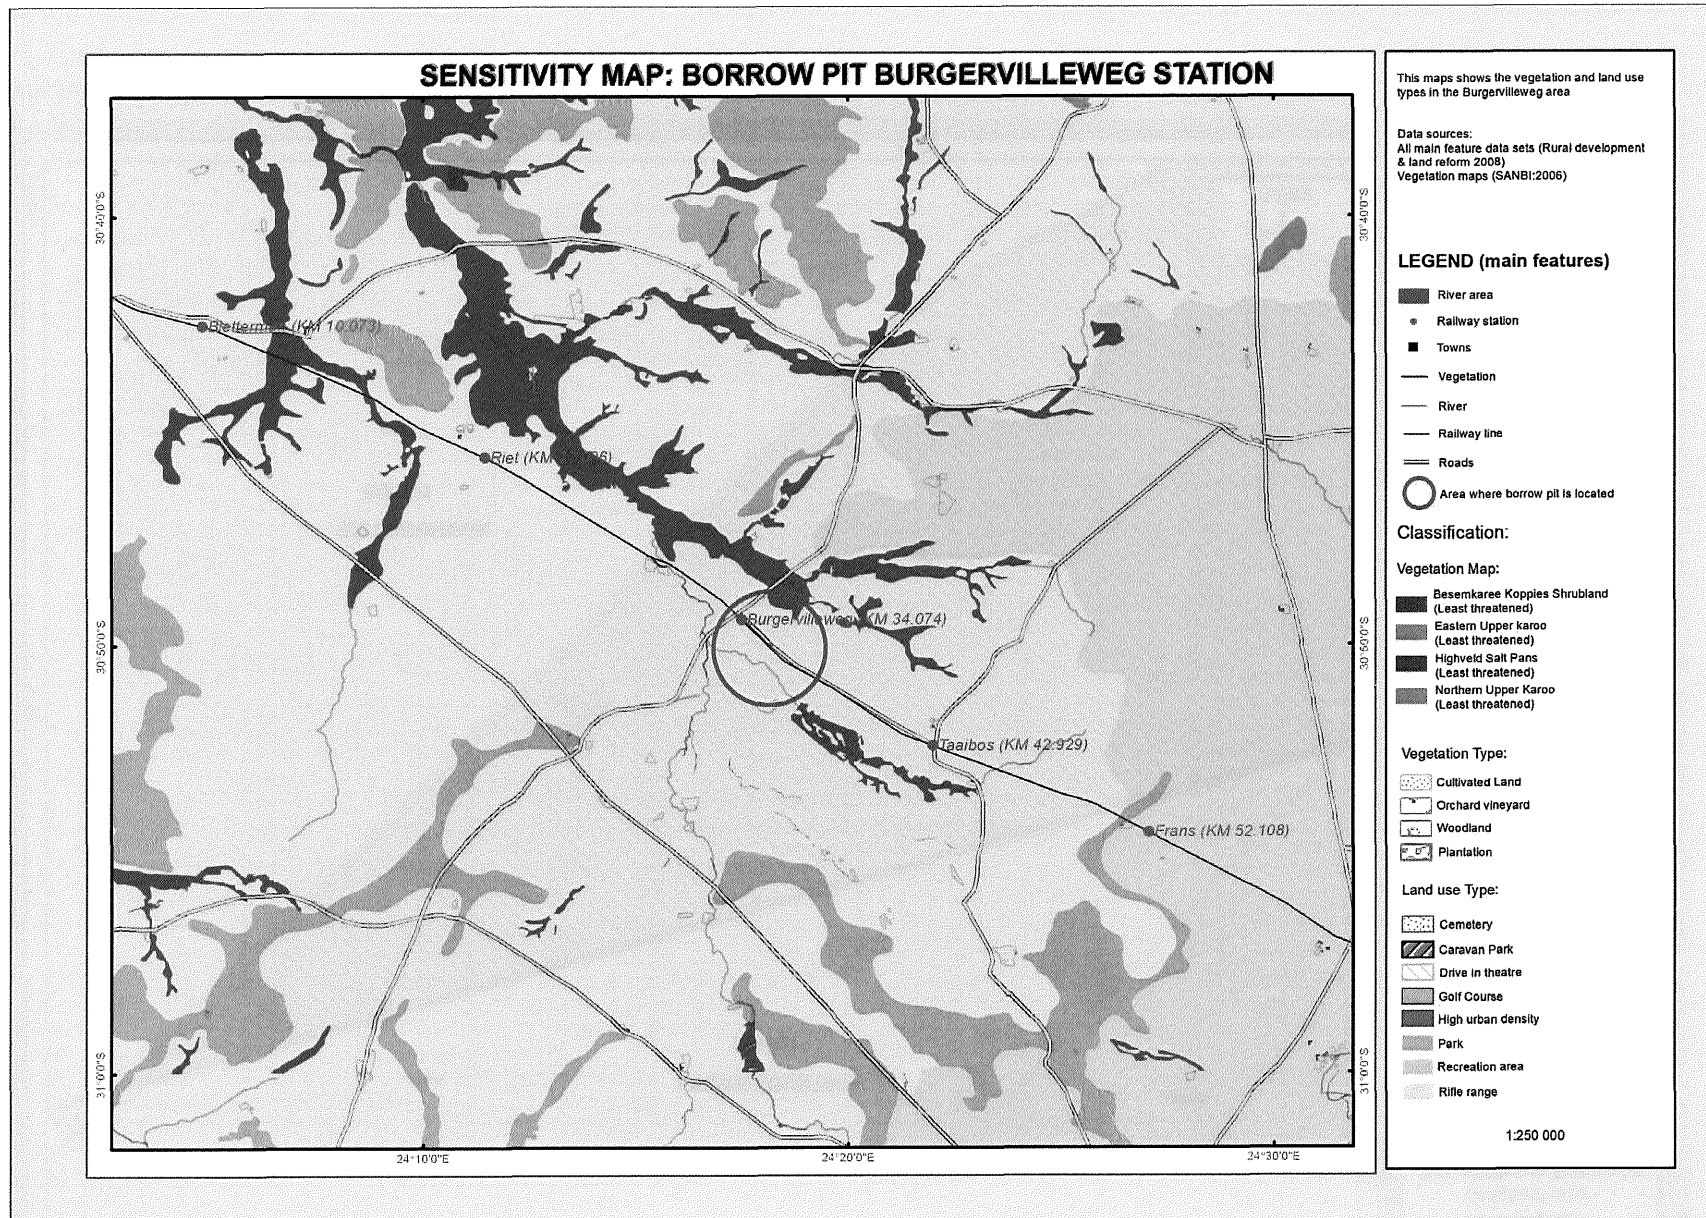 SENSITIVITY MAP: BORROW PIT BURGERVILLEWEG STATION
This maps shows the vegetation and land use
types in the Burgervilleweg area
Data sources:
All main feature data sets (Rural development
& land reform 2008)
Vegetation maps (SANBI:2006)
LEGEND (main features)
River area
Railway station
Towns
Vegetation
River
Railway line
Roads
Area where borrow pit is located
Classification:
Vegetation Map:
Besemkaree Koppies Shrubland
(Least threatened)
Eastern Upper karoo
(Least threatened)
Highveld Salt Pans
(Least threatened)
Northern Upper Karoo
(Least threatened)
Vegetation Type:
Cultivated Land
Orchard vineyard
Woodland
Plantation
Land use Type:
Cemetery
Caravan Park
Drive in theatre
Golf Course
High urban density
Park
Recreation area
Rifle range
1:250 000
30°40'0"S
30°40'0"S
(KM 10.073)
Riet (KM
30°50'0"S
Burgervilleweg (KM 34.074)
30°50'0"S
Taaibos (KM 42.929)
Frans (KM 52.108)
31°0'0"S
31°0'0"S
24°10'0"E
24°20'0"E
24°30'0"E